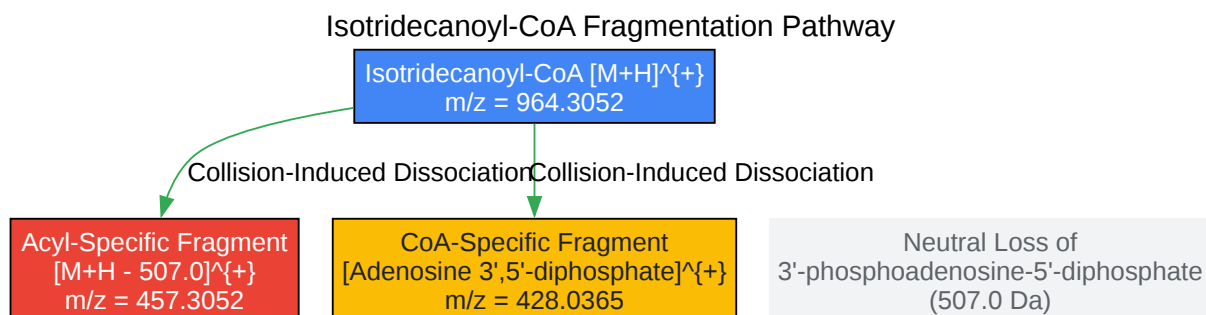 Isotridecanoyl-CoA Fragmentation Pathway
Isotridecanoyl-CoA [M+H]^{+}
m/z = 964.3052
Collision-Induced Dissociation
Collision-Induced Dissociation
Acyl-Specific Fragment
[M+H - 507.0]^{+}
m/z = 457.3052
CoA-Specific Fragment
[Adenosine 3',5'-diphosphate]^{+}
m/z = 428.0365
Neutral Loss of
3'-phosphoadenosine-5'-diphosphate
(507.0 Da)